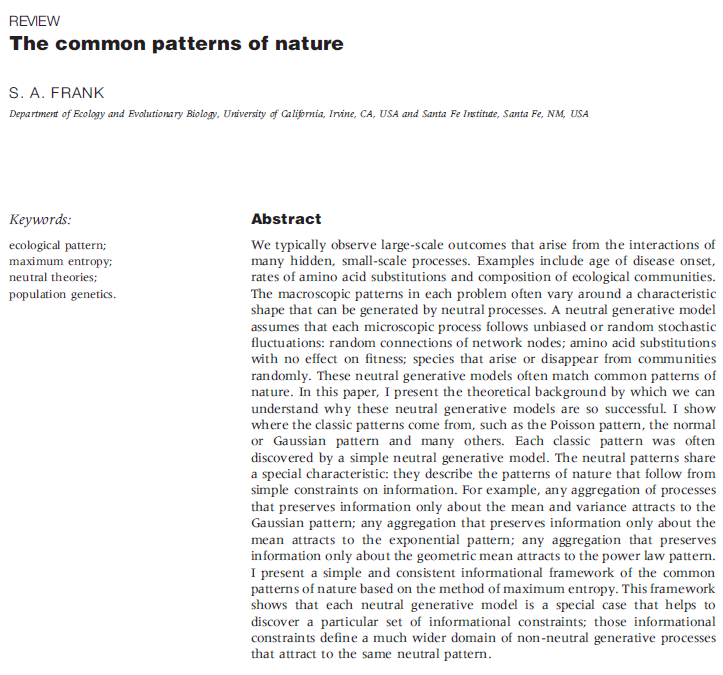 REVIEW
The common patterns of nature
S. A. FRANK
Department of Ecology and Evolutionary Biology, University of California, Irvine, CA, USA and Santa Fe Institute, Santa Fe, NM, USA
Keywords:
ecological pattern;
maximum entropy;
neutral theories;
population genetics.
Abstract
We typically observe large-scale outcomes that arise from the interactions of
many hidden, small-scale processes. Examples include age of disease onset,
rates of amino acid substitutions and composition of ecological communities.
The macroscopic patterns in each problem often vary around a characteristic
shape that can be generated by neutral processes. A neutral generative model
assumes that each microscopic process follows unbiased or random stochastic
fluctuations: random connections of network nodes; amino acid substitutions
with no effect on fitness; species that arise or disappear from communities
randomly. These neutral generative models often match common patterns of
nature. In this paper, I present the theoretical background by which we can
understand why these neutral generative models are so successful. I show
where the classic patterns come from, such as the Poisson pattern, the normal
or Gaussian pattern and many others. Each classic pattern was often
discovered by a simple neutral generative model. The neutral patterns share
a special characteristic: they describe the patterns of nature that follow from
simple constraints on information. For example, any aggregation of processes
that preserves information only about the mean and variance attracts to the
Gaussian pattern; any aggregation that preserves information only about the
mean attracts to the exponential pattern; any aggregation that preserves
information only about the geometric mean attracts to the power law pattern.
I present a simple and consistent informational framework of the common
patterns of nature based on the method of maximum entropy. This framework
shows that each neutral generative model is a special case that helps to
discover a particular set of informational constraints; those informational
constraints define a much wider domain of non-neutral generative processes
that attract to the same neutral pattern.